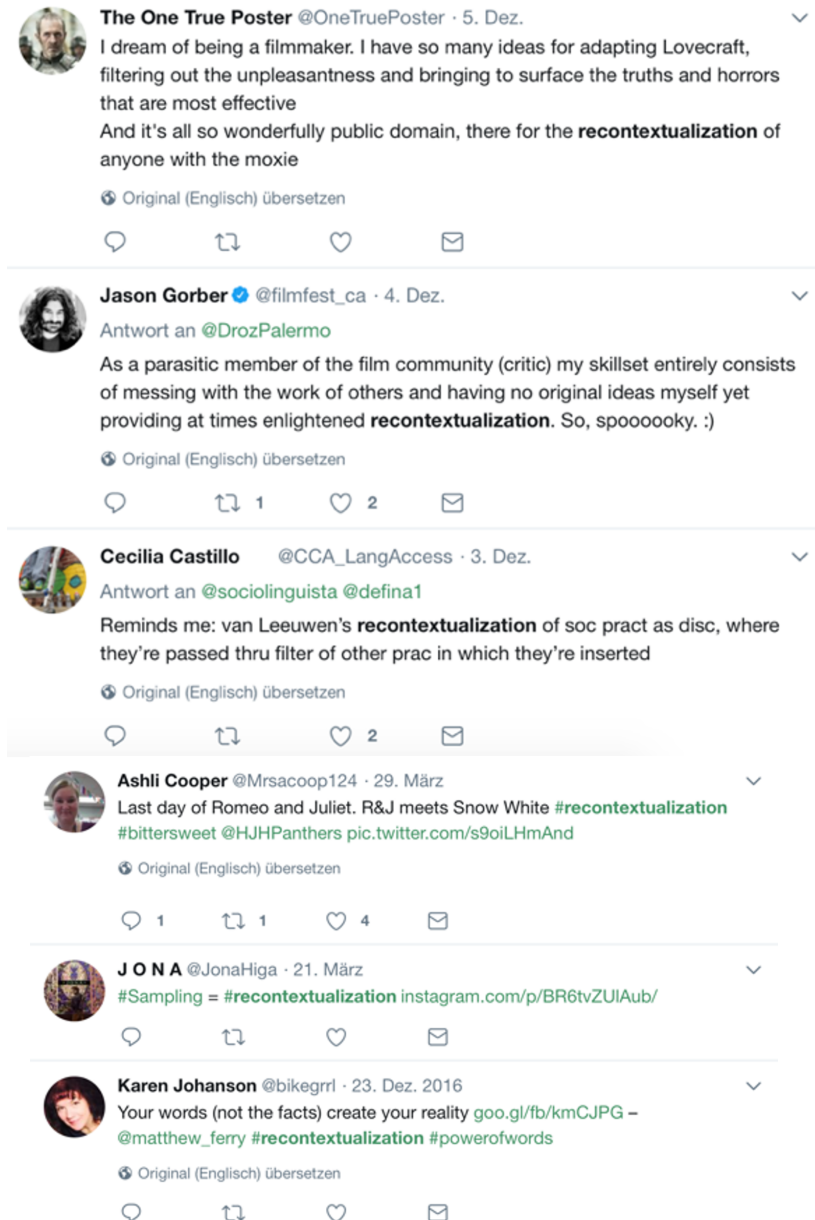 The One True Poster @OneTruePoster · 5. Dez.
I dream of being a filmmaker. I have so many ideas for adapting Lovecraft,
filtering out the unpleasantness and bringing to surface the truths and horrors
that are most effective
And it's all so wonderfully public domain, there for the recontextualization of
anyone with the moxie
Original (Englisch) übersetzen
Jason Gorber @filmfest_ca · 4. Dez.
Antwort an @DrozPalermo
As a parasitic member of the film community (critic) my skillset entirely consists
of messing with the work of others and having no original ideas myself yet
providing at times enlightened recontextualization. So, spoooooky. :)
Original (Englisch) übersetzen
1 2
Cecilia Castillo @CCA_LangAccess · 3. Dez.
Antwort an @sociolinguista @defina1
Reminds me: van Leeuwen's recontextualization of soc pract as disc, where
they're passed thru filter of other prac in which they're inserted
Original (Englisch) übersetzen
2
Ashli Cooper @Mrsacoop124 · 29. März
Last day of Romeo and Juliet. R&J meets Snow White #recontextualization
#bittersweet @HJHPanthers pic.twitter.com/s9oiLHmAnd
Original (Englisch) übersetzen
1 1 4
J O N A @JonaHiga · 21. März
#Sampling = #recontextualization instagram.com/p/BR6tvZUlAub/
Karen Johanson @bikegrrl · 23. Dez. 2016
Your words (not the facts) create your reality goo.gl/fb/kmCJPG –
@matthew_ferry #recontextualization #powerofwords
Original (Englisch) übersetzen